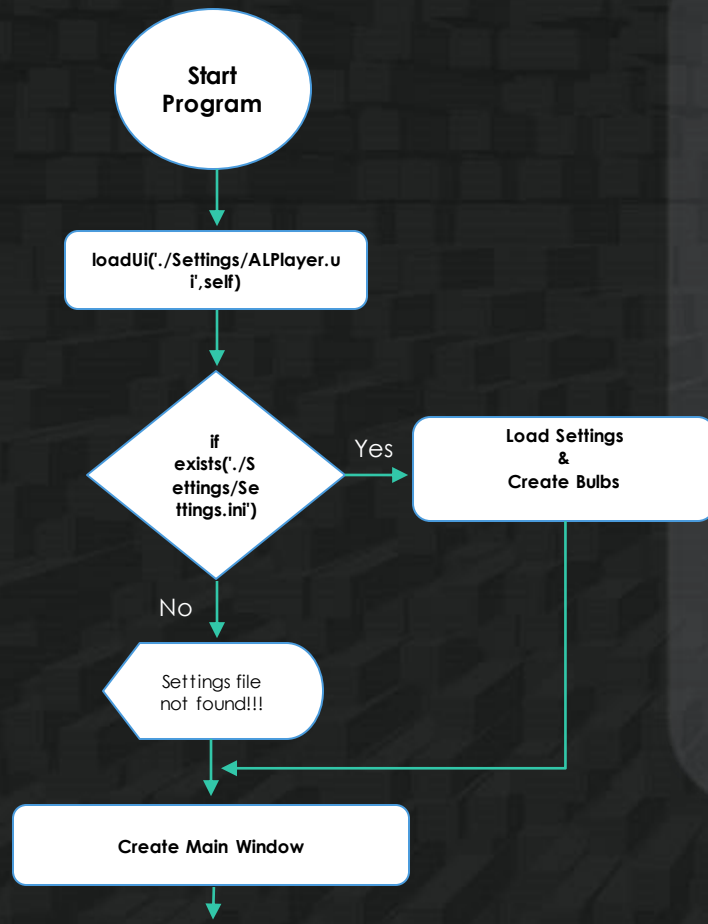 Start
Program
loadUi('./Settings/ALPlayer.u
i',self)
if
exists('./S
ettings/Se
ttings.ini')
Yes
Load Settings
&
Create Bulbs
No
Settings file
not found!!!
Create Main Window